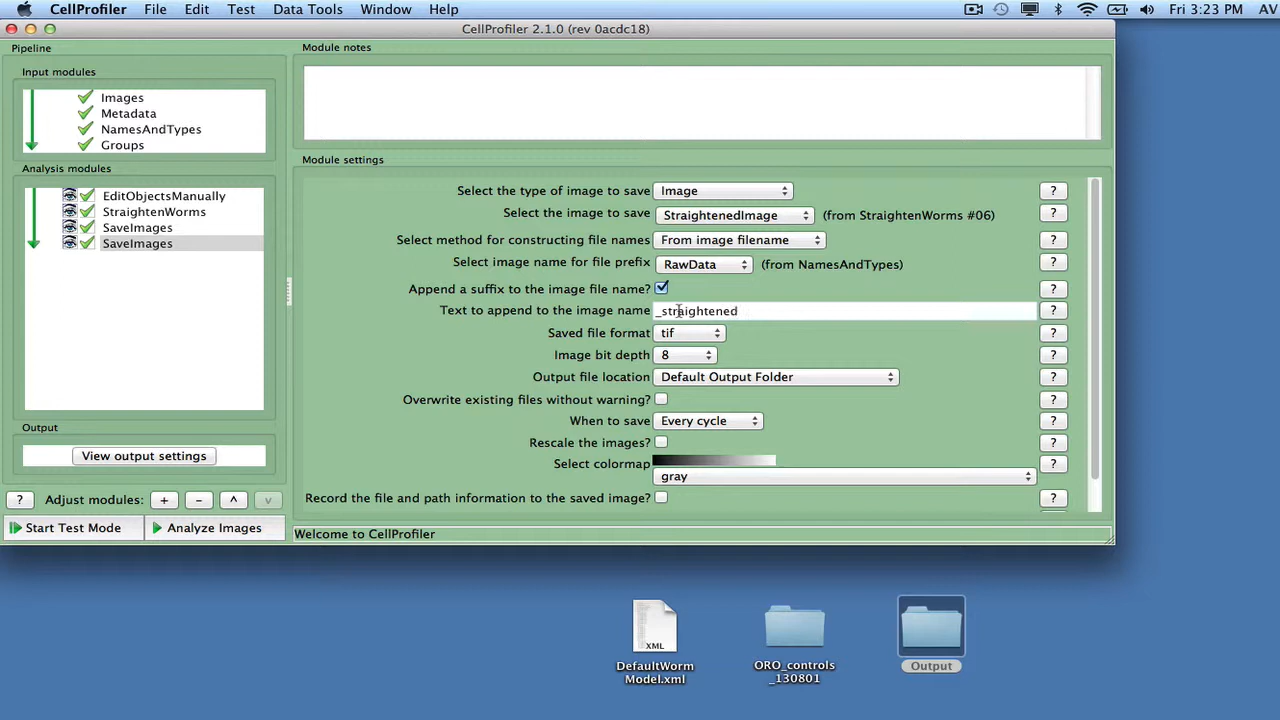 CellProfiler File Edit Test Data Tools Window Help Fri 3:23 PM AV
CellProfiler 2.1.0 (rev 0acdc18)
Pipeline
Input modules
Images
Metadata
NamesAndTypes
Groups
Analysis modules
EditObjectsManually
StraightenWorms
SaveImages
SaveImages
Output
View output settings
? Adjust modules: + - ^ v
Start Test Mode Analyze Images
Module notes
Module settings
Select the type of image to save Image ?
Select the image to save StraightenedImage (from StraightenWorms #06) ?
Select method for constructing file names From image filename ?
Select image name for file prefix RawData (from NamesAndTypes) ?
Append a suffix to the image file name? ?
Text to append to the image name _straightened ?
Saved file format tif ?
Image bit depth 8 ?
Output file location Default Output Folder ?
Overwrite existing files without warning? ?
When to save Every cycle ?
Rescale the images? ?
Select colormap ?
gray
Record the file and path information to the saved image? ?
Welcome to CellProfiler
XML
DefaultWorm
Model.xml
ORO_controls
_130801
Output